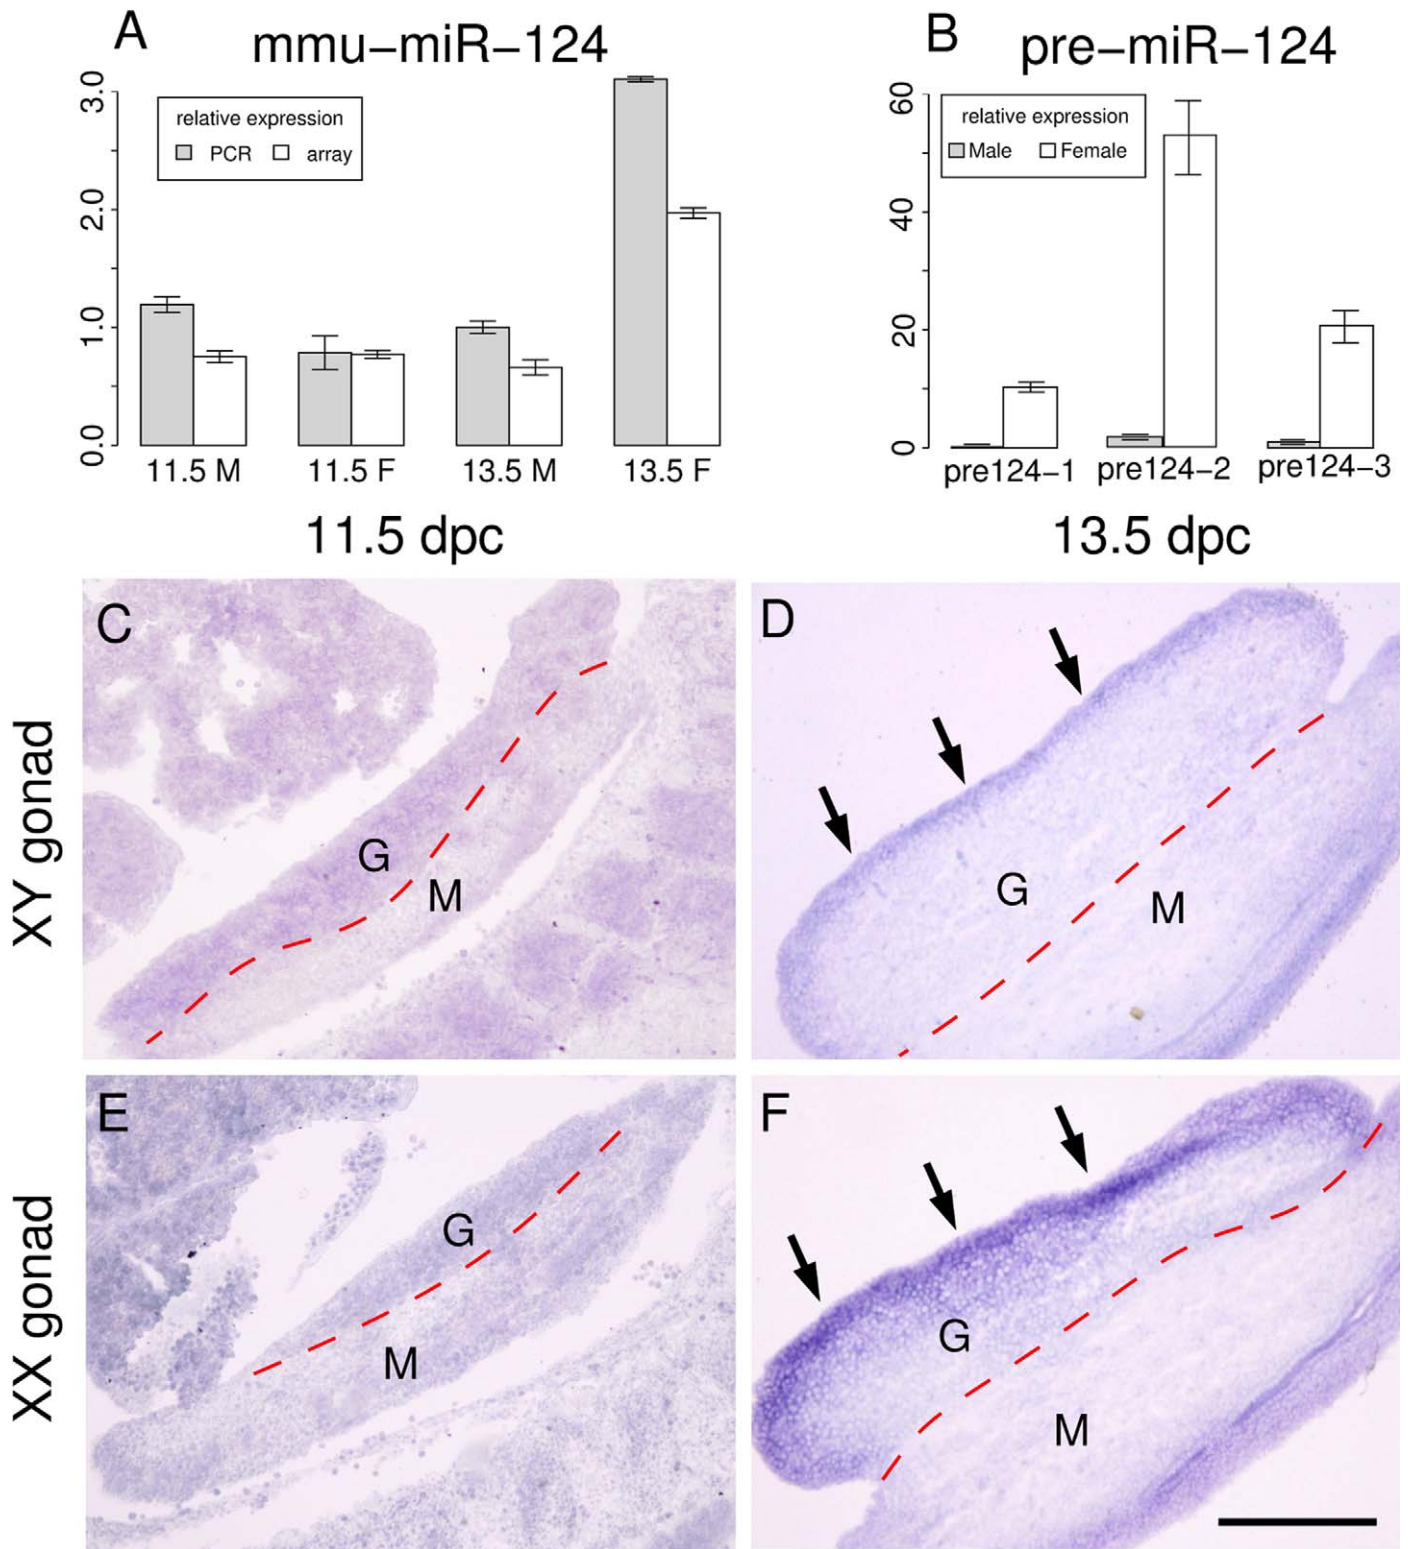 A
mmu−miR−124
3.0
2.0
1.0
0.0
relative expression
PCR array
11.5 M 11.5 F 13.5 M 13.5 F
B
pre−miR−124
60
40
20
0
relative expression
Male Female
pre124−1 pre124−2 pre124−3
11.5 dpc 13.5 dpc
XY gonad
C
G
M
D
G
M
XX gonad
E
G
M
F
G
M